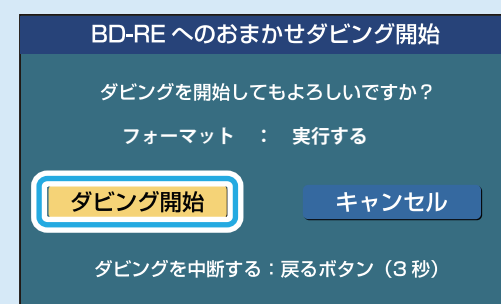 BD-RE へのおまかせダビング開始
ダビングを開始してもよろしいですか？
フォーマット ： 実行する
ダビング開始 キャンセル
ダビングを中断する：戻るボタン（3 秒）